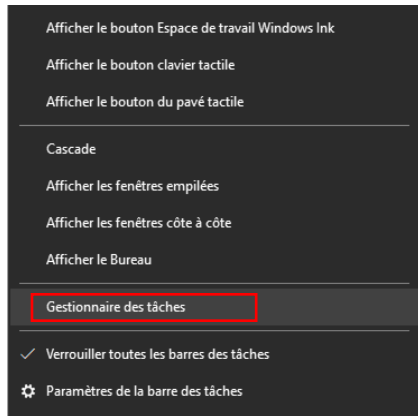 Afficher le bouton Espace de travail Windows Ink
Afficher le bouton clavier tactile
Afficher le bouton du pavé tactile
Cascade
Afficher les fenêtres empilées
Afficher les fenêtres côte à côte
Afficher le Bureau
Gestionnaire des tâches
Verrouiller toutes les barres des tâches
Paramètres de la barre des tâches